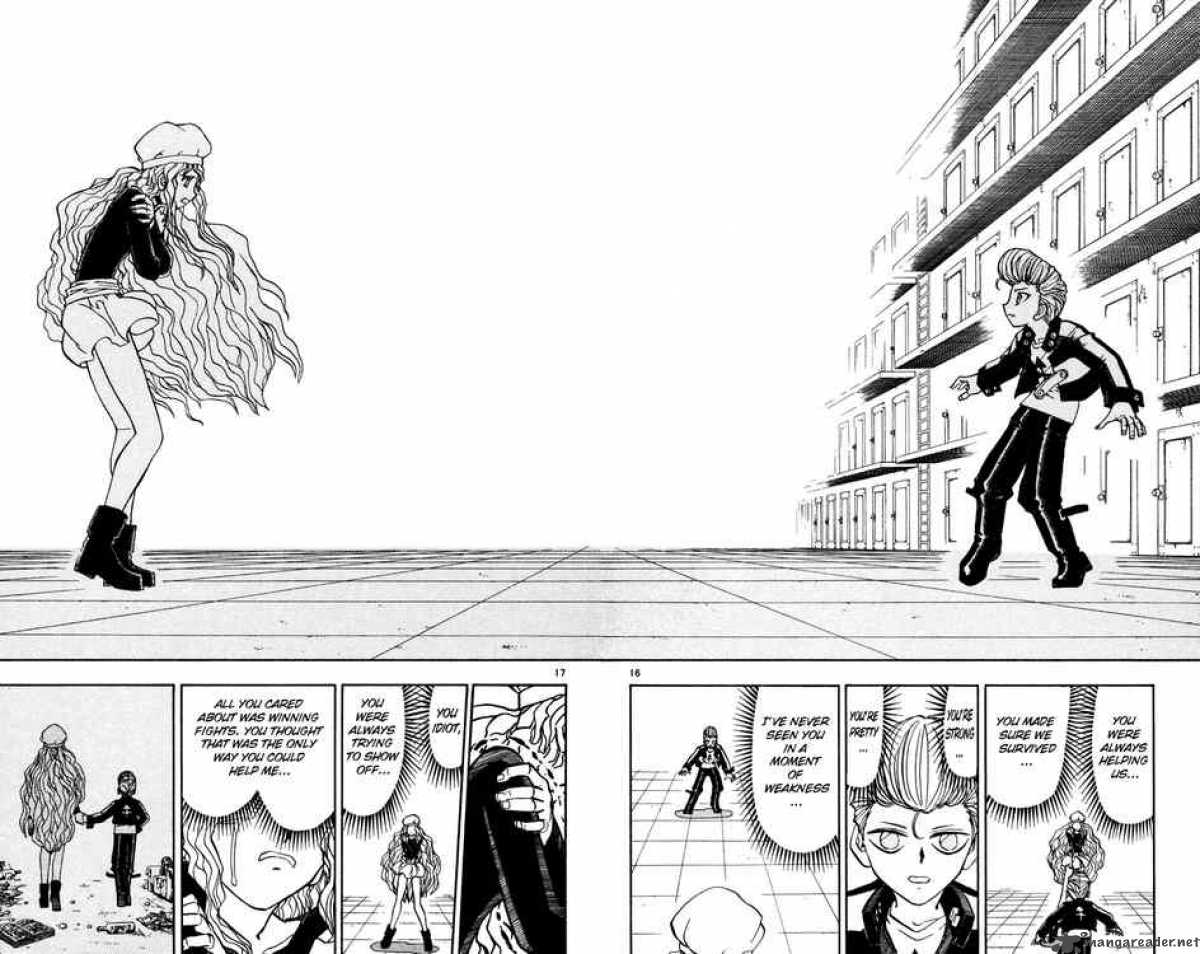 16
YOU
WERE
ALWAYS
HELPING
US...
YOU MADE
SURE WE
SURVIVED
...
YOU'RE
STRONG
...
YOU'RE
PRETTY
...
I'VE NEVER
SEEN YOU
IN A
MOMENT
OF
WEAKNESS
...
17
YOU
IDIOT,
YOU
WERE
ALWAYS
TRYING
TO SHOW
OFF...
ALL YOU CARED
ABOUT WAS WINNING
FIGHTS. YOU THOUGHT
THAT WAS THE ONLY
WAY YOU COULD
HELP ME...
mangareader.net
mangareader.net